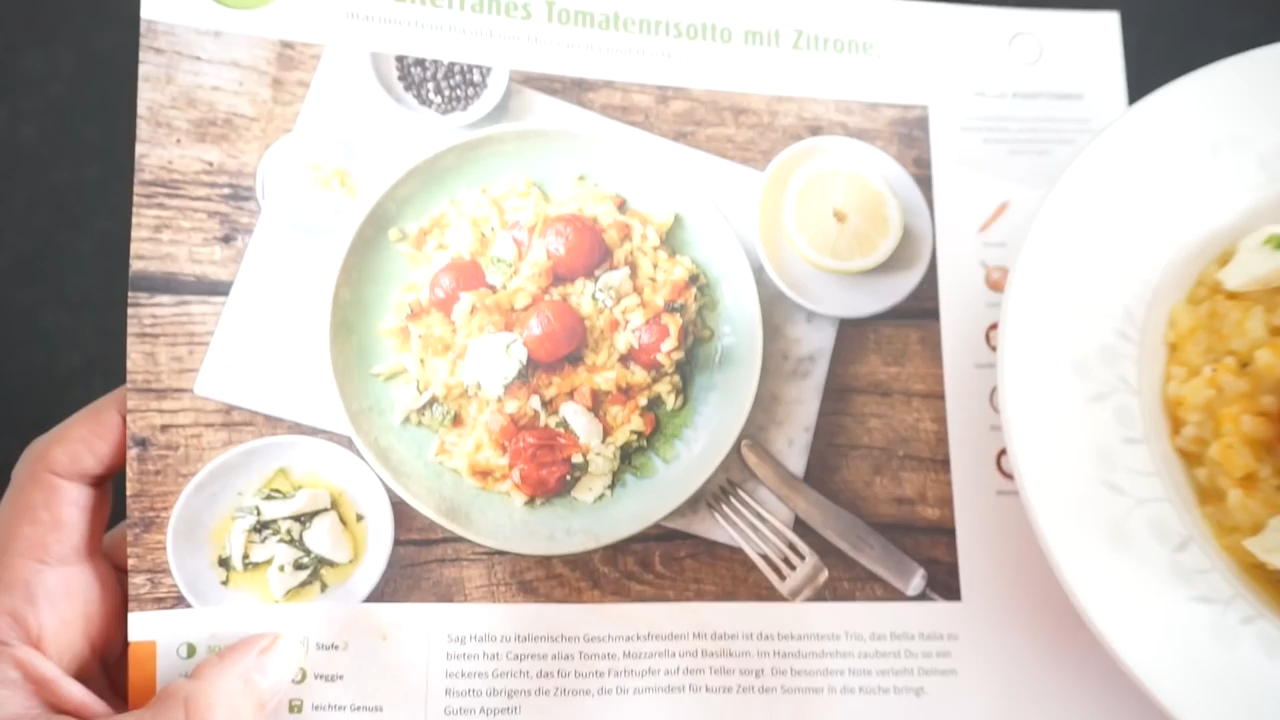 Tomatenrisotto mit Zitrone,
Stufe 2
Veggie
leichter Genuss
Sag Hallo zu italienischen Geschmacksfreuden! Mit dabei ist das bekannteste Trio, das Bella Italia zu
bieten hat: Caprese alias Tomate, Mozzarella und Basilikum. Im Handumdrehen zauberst Du so ein
leckeres Gericht, das für bunte Farbtupfer auf dem Teller sorgt. Die besondere Note verleiht Deinem
Risotto übrigens die Zitrone, die Dir zumindest für kurze Zeit den Sommer in die Küche bringt.
Guten Appetit!